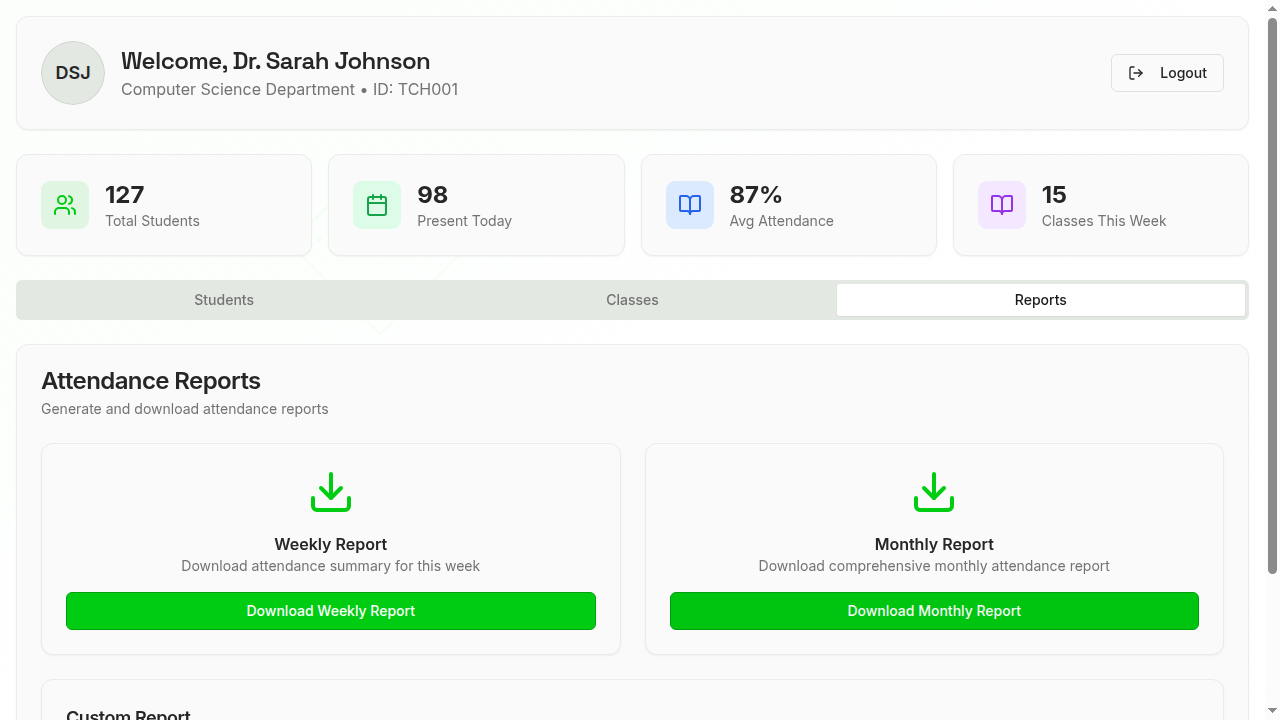 DSJ
Welcome, Dr. Sarah Johnson
Computer Science Department • ID: TCH001
Logout
127
Total Students
98
Present Today
87%
Avg Attendance
15
Classes This Week
Students
Classes
Reports
Attendance Reports
Generate and download attendance reports
Weekly Report
Download attendance summary for this week
Download Weekly Report
Monthly Report
Download comprehensive monthly attendance report
Download Monthly Report
Custom Report